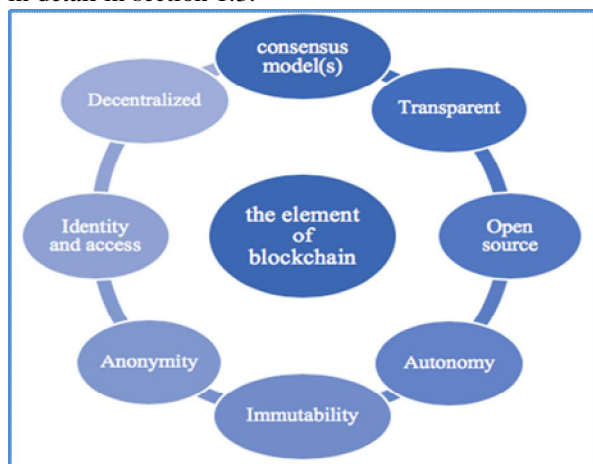 in detail in section 1.3.
consensus
model(s)
Transparent
Open
source
Autonomy
Immutability
Anonymity
Identity
and access
Decentralized
the element
of
blockchain